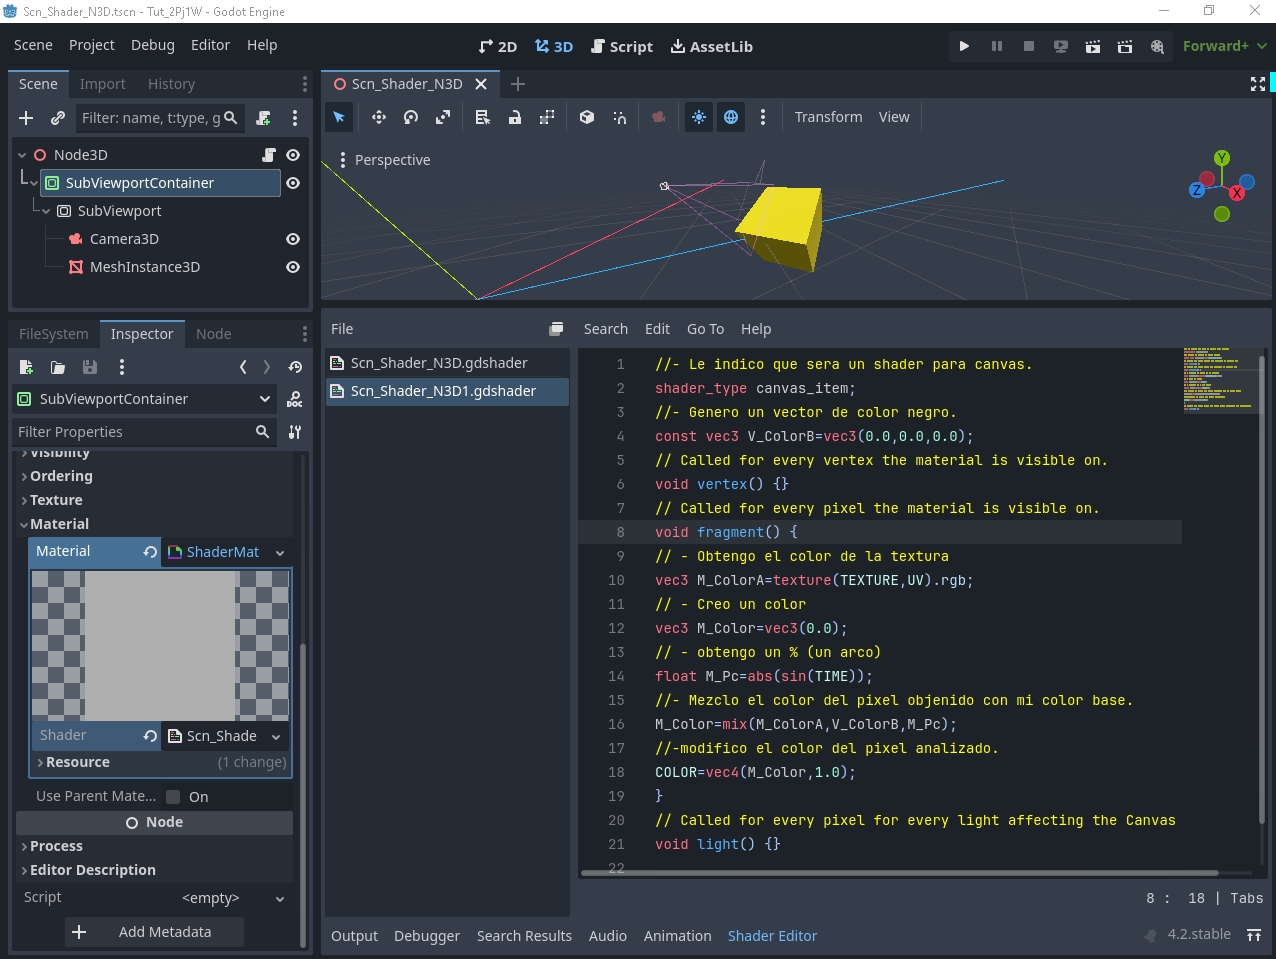 Scn_Shader_N3D.tscn - Tut_2Pj1W - Godot Engine
Scene Project Debug Editor Help
2D 3D Script AssetLib
Forward+
Scene Import History
Scn_Shader_N3D
Filter: name, t:type, g
Transform View
Node3D
SubViewportContainer
SubViewport
Camera3D
MeshInstance3D
Perspective
Y
Z
X
FileSystem Inspector Node
SubViewportContainer
Filter Properties
Visibility
Ordering
Texture
Material
Material ShaderMat
Shader Scn_Shade
Resource (1 change)
Use Parent Mate... On
Node
Process
Editor Description
Script <empty>
Add Metadata
File Search Edit Go To Help
Scn_Shader_N3D.gdshader
Scn_Shader_N3D1.gdshader
1 //- Le indico que sera un shader para canvas.
2 shader_type canvas_item;
3 //- Genero un vector de color negro.
4 const vec3 V_ColorB=vec3(0.0,0.0,0.0);
5 // Called for every vertex the material is visible on.
6 void vertex() {}
7 // Called for every pixel the material is visible on.
8 void fragment() {
9 // - Obtengo el color de la textura
10 vec3 M_ColorA=texture(TEXTURE,UV).rgb;
11 // - Creo un color
12 vec3 M_Color=vec3(0.0);
13 // - obtengo un % (un arco)
14 float M_Pc=abs(sin(TIME));
15 //- Mezclo el color del pixel objenido con mi color base.
16 M_Color=mix(M_ColorA,V_ColorB,M_Pc);
17 //-modifico el color del pixel analizado.
18 COLOR=vec4(M_Color,1.0);
19 }
20 // Called for every pixel for every light affecting the Canvas
21 void light() {}
22
8 : 18 | Tabs
Output Debugger Search Results Audio Animation Shader Editor
4.2.stable